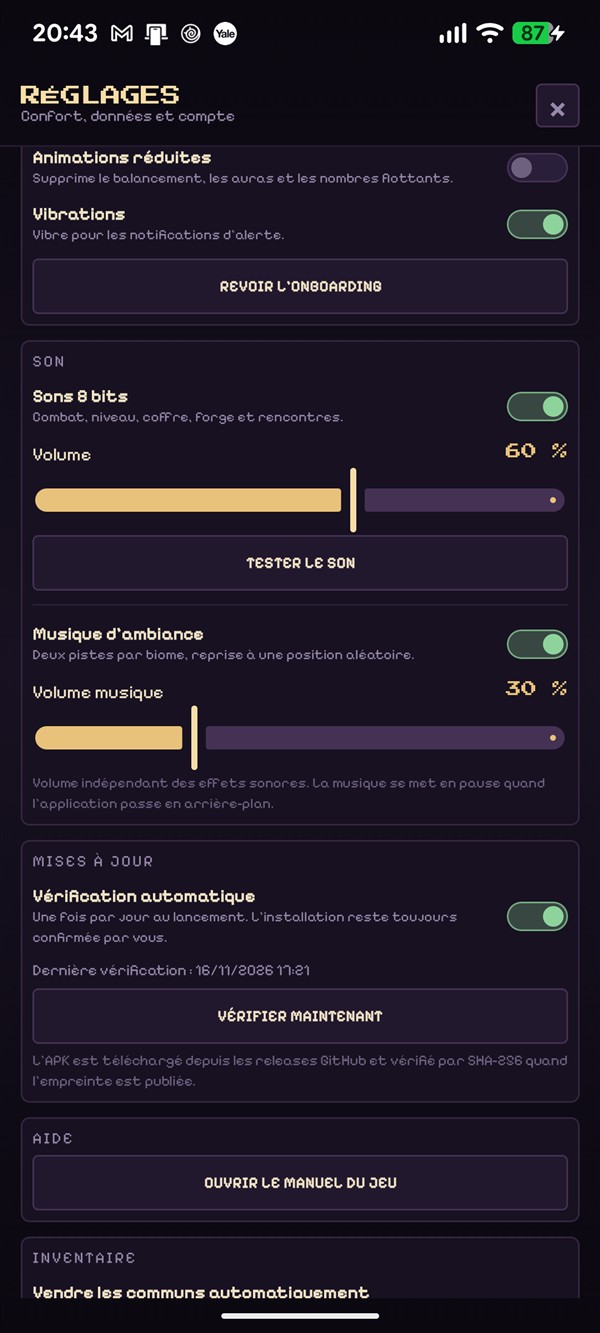 20:43
Yale
87
RÉGLAGES
Confort, données et compte
×
Animations réduites
Supprime le balancement, les auras et les nombres flottants.
Vibrations
Vibre pour les notifications d'alerte.
REVOIR L'ONBOARDING
SON
Sons 8 bits
Combat, niveau, coffre, forge et rencontres.
Volume
60 %
TESTER LE SON
Musique d'ambiance
Deux pistes par biome, reprise à une position aléatoire.
Volume musique
30 %
Volume indépendant des effets sonores. La musique se met en pause quand
l'application passe en arrière-plan.
MISES À JOUR
Vérification automatique
Une fois par jour au lancement. L'installation reste toujours
confirmée par vous.
Dernière vérification : 16/11/2026 17:21
VÉRIFIER MAINTENANT
L'APK est téléchargé depuis les releases GitHub et vérifié par SHA-256 quand
l'empreinte est publiée.
AIDE
OUVRIR LE MANUEL DU JEU
INVENTAIRE
Vendre les communs automatiquement